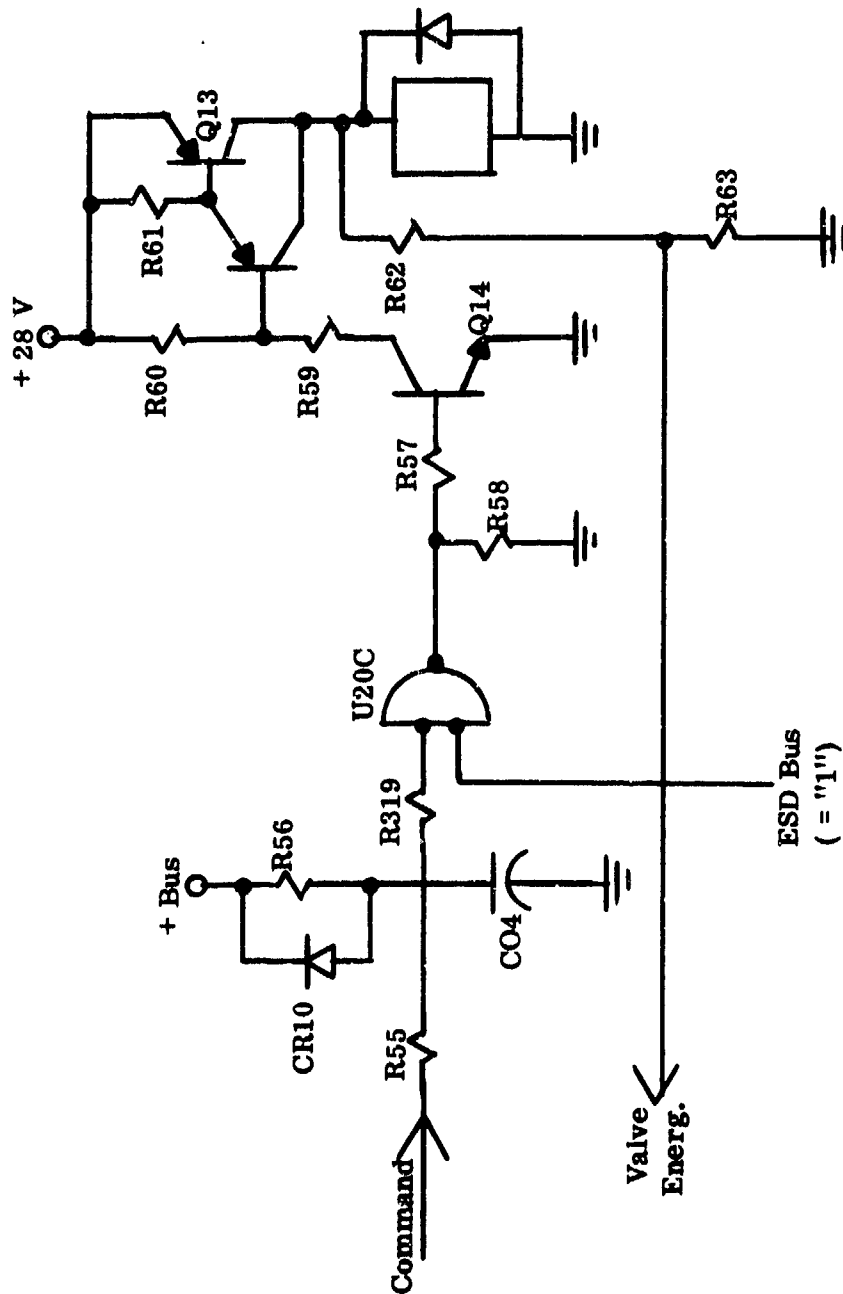 + 28 V
Q13
R61
R60
R59
R62
R63
Q14
R57
R58
U20C
R319
+ Bus
R56
CR10
CO4
R55
Command
ESD Bus
( = "1")
Valve
Energ.